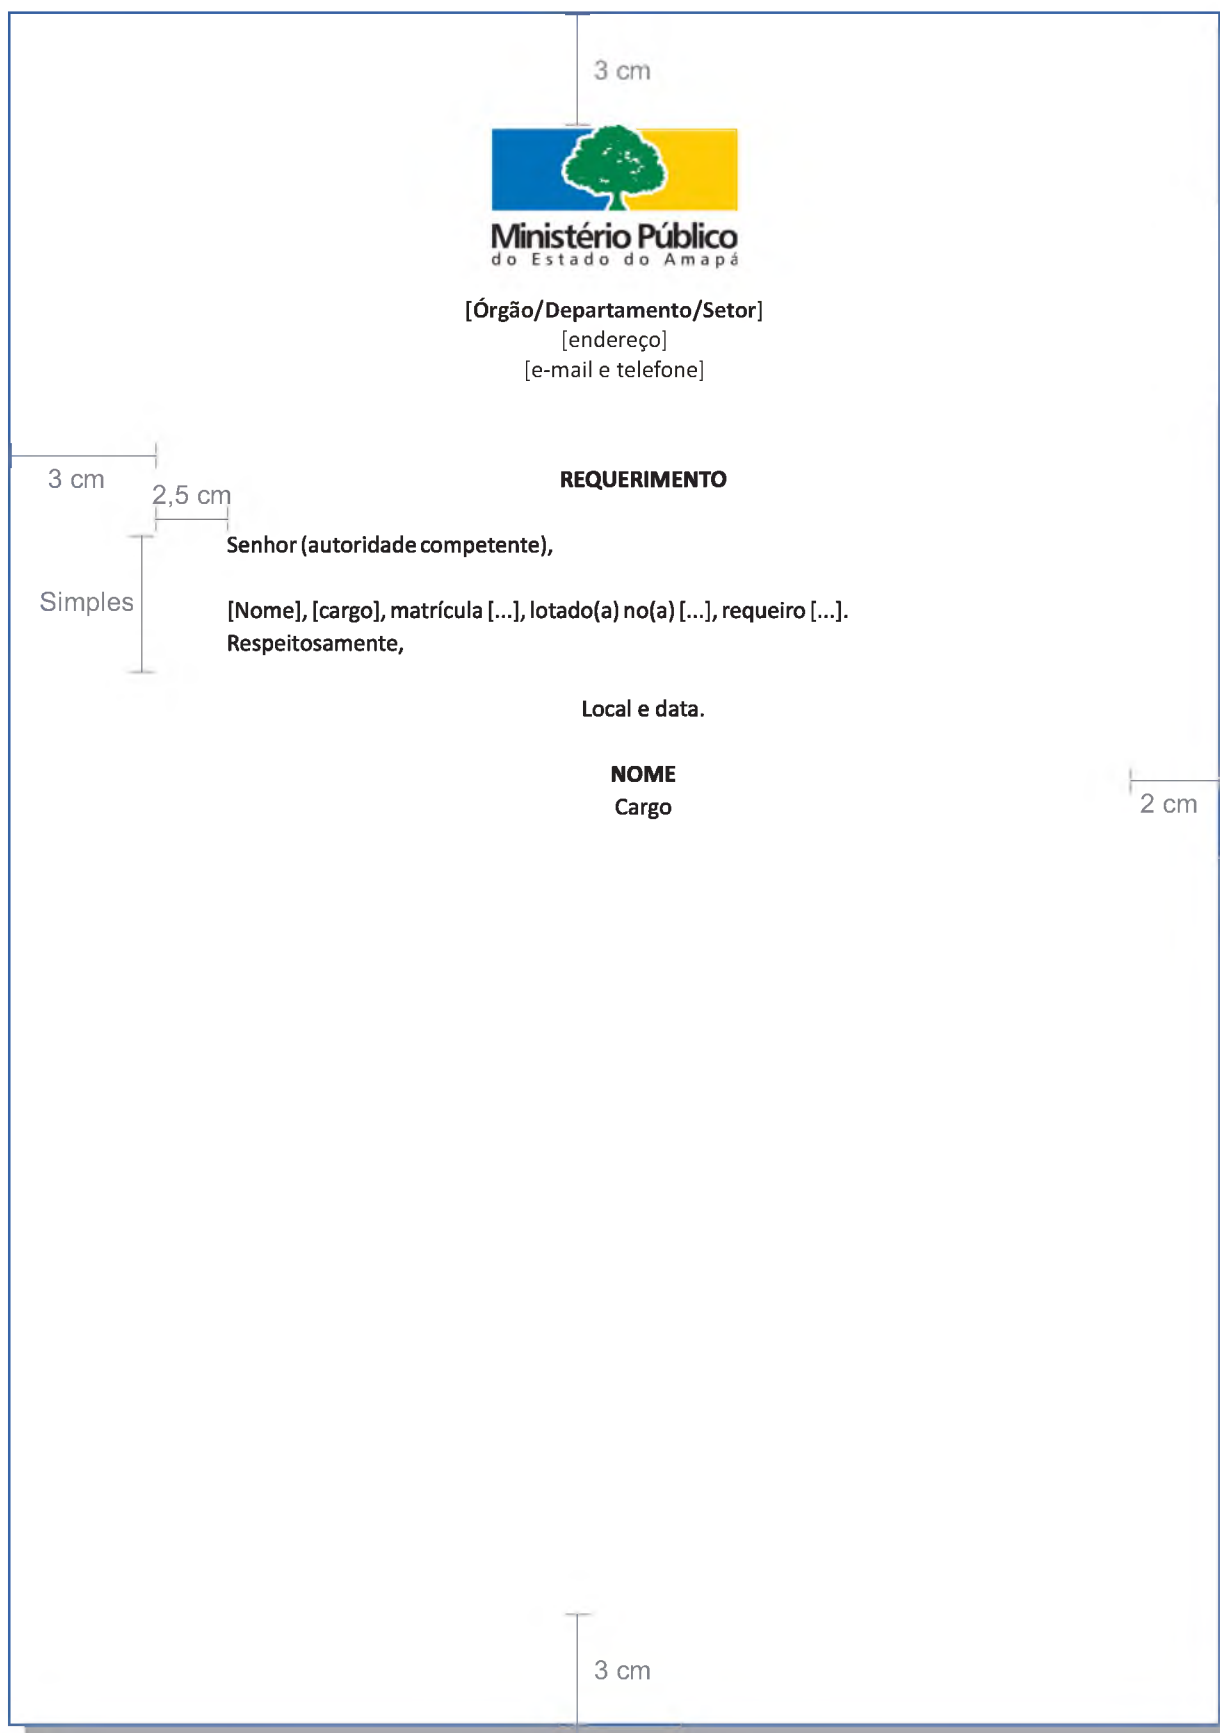 3 cm
Ministério Público
do Estado do Amapá
[Órgão/Departamento/Setor]
[endereço]
[e-mail e telefone]
3 cm
REQUERIMENTO
2,5 cm
Senhor (autoridade competente),
Simples
[Nome], [cargo], matrícula [...], lotado(a) no(a) [...], requeiro [...].
Respeitosamente,
Local e data.
NOME
2 cm
Cargo
3 cm